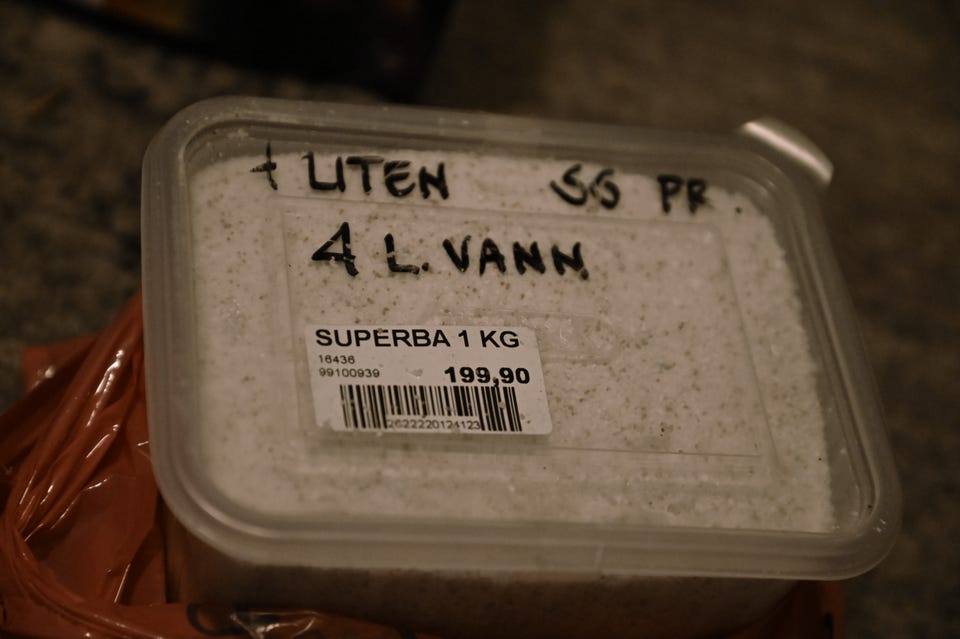 1 LITEN SS PR.
4 L. VANN
SUPERBA 1 KG
16436
99100939 199,90
2622220124123